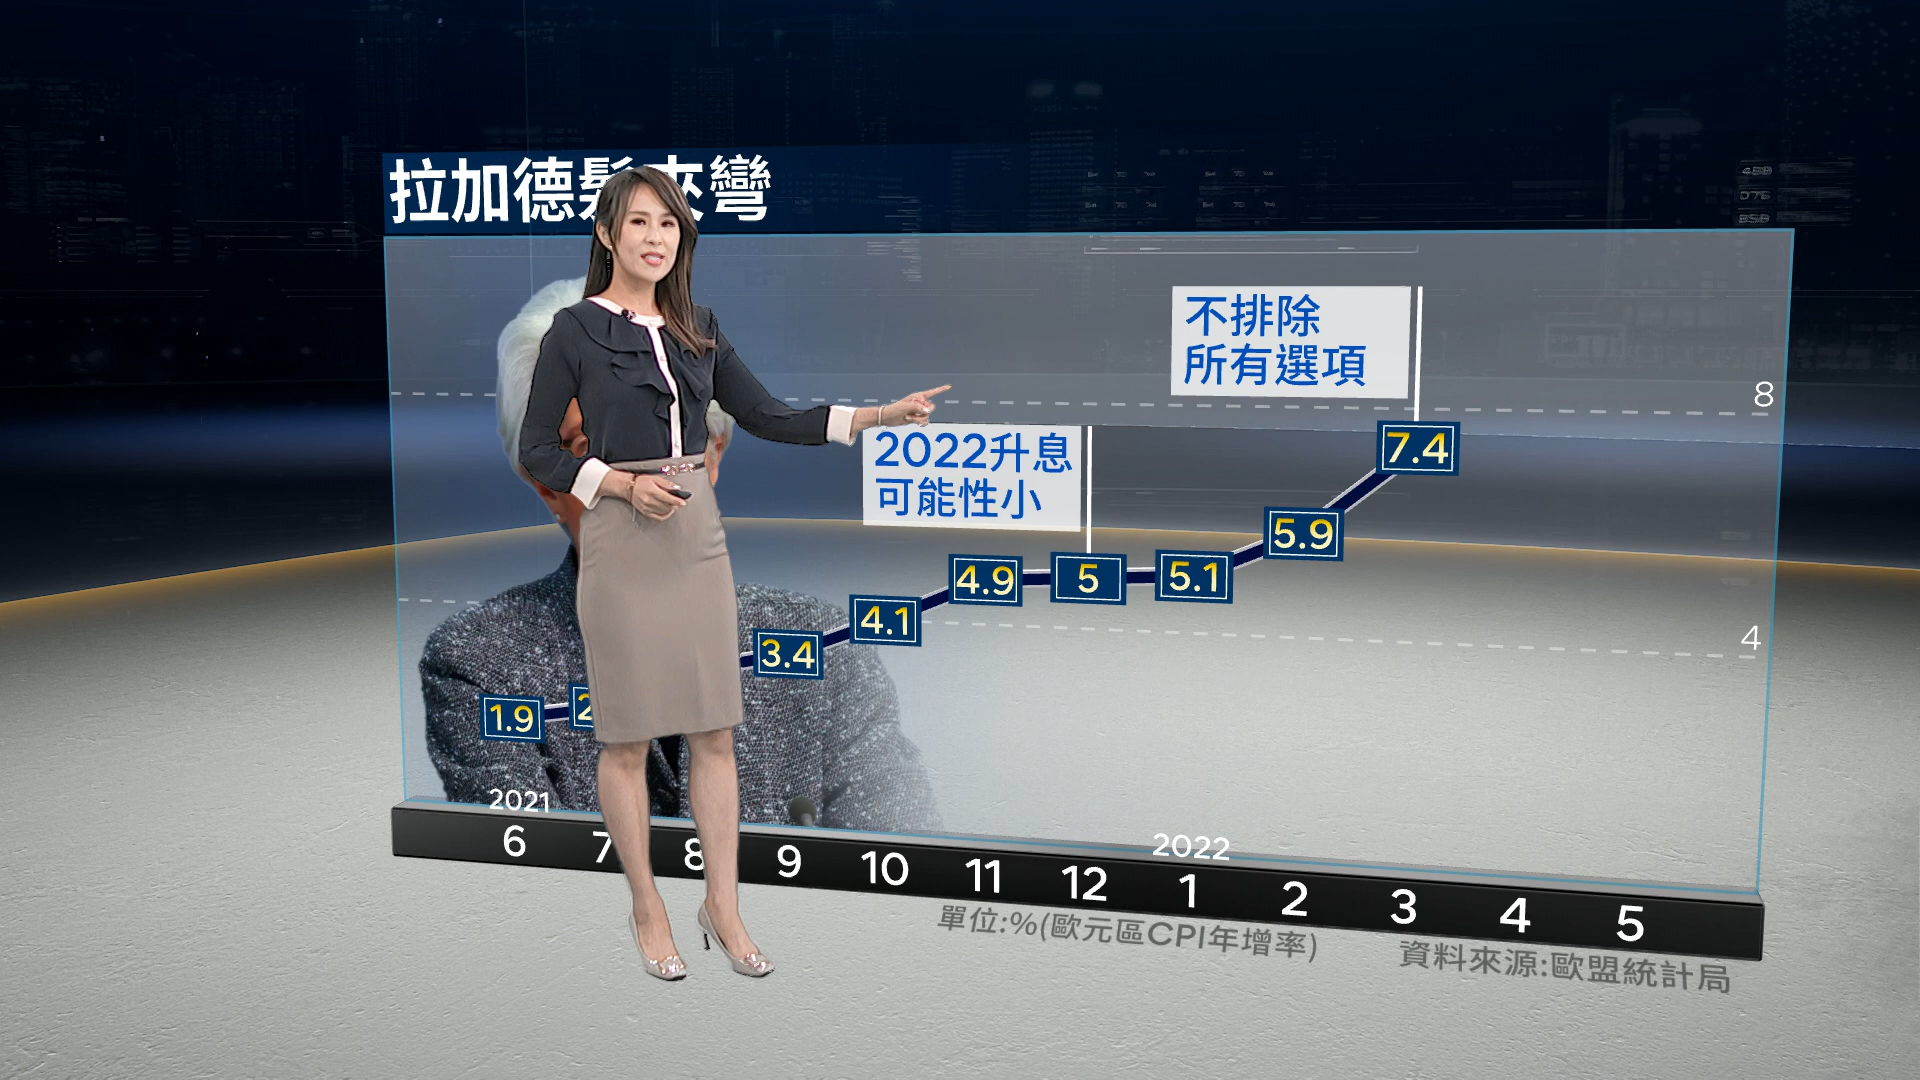 拉加德髮夾彎
不排除
所有選項
8
2022升息
可能性小
7.4
5.9
4.9
5
5.1
4.1
4
3.4
1.9
2
2021
2022
6 7 8 9 10 11 12 1 2 3 4 5
單位:%(歐元區CPI年增率)
資料來源:歐盟統計局